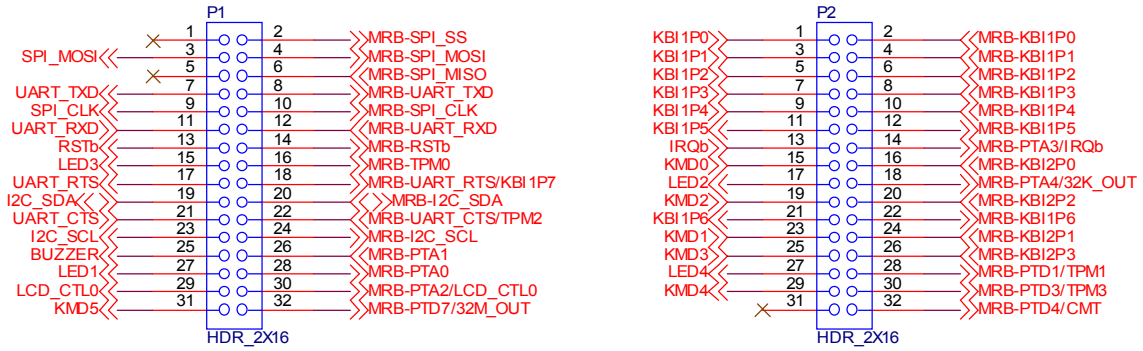 P1 P2
1 2 MRB-SPI_SS KBI1P0 1 2 MRB-KBI1P0
SPI_MOSI 3 4 MRB-SPI_MOSI KBI1P1 3 4 MRB-KBI1P1
5 6 MRB-SPI_MISO KBI1P2 5 6 MRB-KBI1P2
UART_TXD 7 8 MRB-UART_TXD KBI1P3 7 8 MRB-KBI1P3
SPI_CLK 9 10 MRB-SPI_CLK KBI1P4 9 10 MRB-KBI1P4
UART_RXD 11 12 MRB-UART_RXD KBI1P5 11 12 MRB-KBI1P5
RSTb 13 14 MRB-RSTb IRQb 13 14 MRB-PTA3/IRQb
LED3 15 16 MRB-TPM0 KMD0 15 16 MRB-KBI2P0
UART_RTS 17 18 MRB-UART_RTS/KBI1P7 LED2 17 18 MRB-PTA4/32K_OUT
I2C_SDA 19 20 MRB-I2C_SDA KMD2 19 20 MRB-KBI2P2
UART_CTS 21 22 MRB-UART_CTS/TPM2 KBI1P6 21 22 MRB-KBI1P6
I2C_SCL 23 24 MRB-I2C_SCL KMD1 23 24 MRB-KBI2P1
BUZZER 25 26 MRB-PTA1 KMD3 25 26 MRB-KBI2P3
LED1 27 28 MRB-PTA0 LED4 27 28 MRB-PTD1/TPM1
LCD_CTL0 29 30 MRB-PTA2/LCD_CTL0 KMD4 29 30 MRB-PTD3/TPM3
KMD5 31 32 MRB-PTD7/32M_OUT 31 32 MRB-PTD4/CMT
HDR_2X16 HDR_2X16